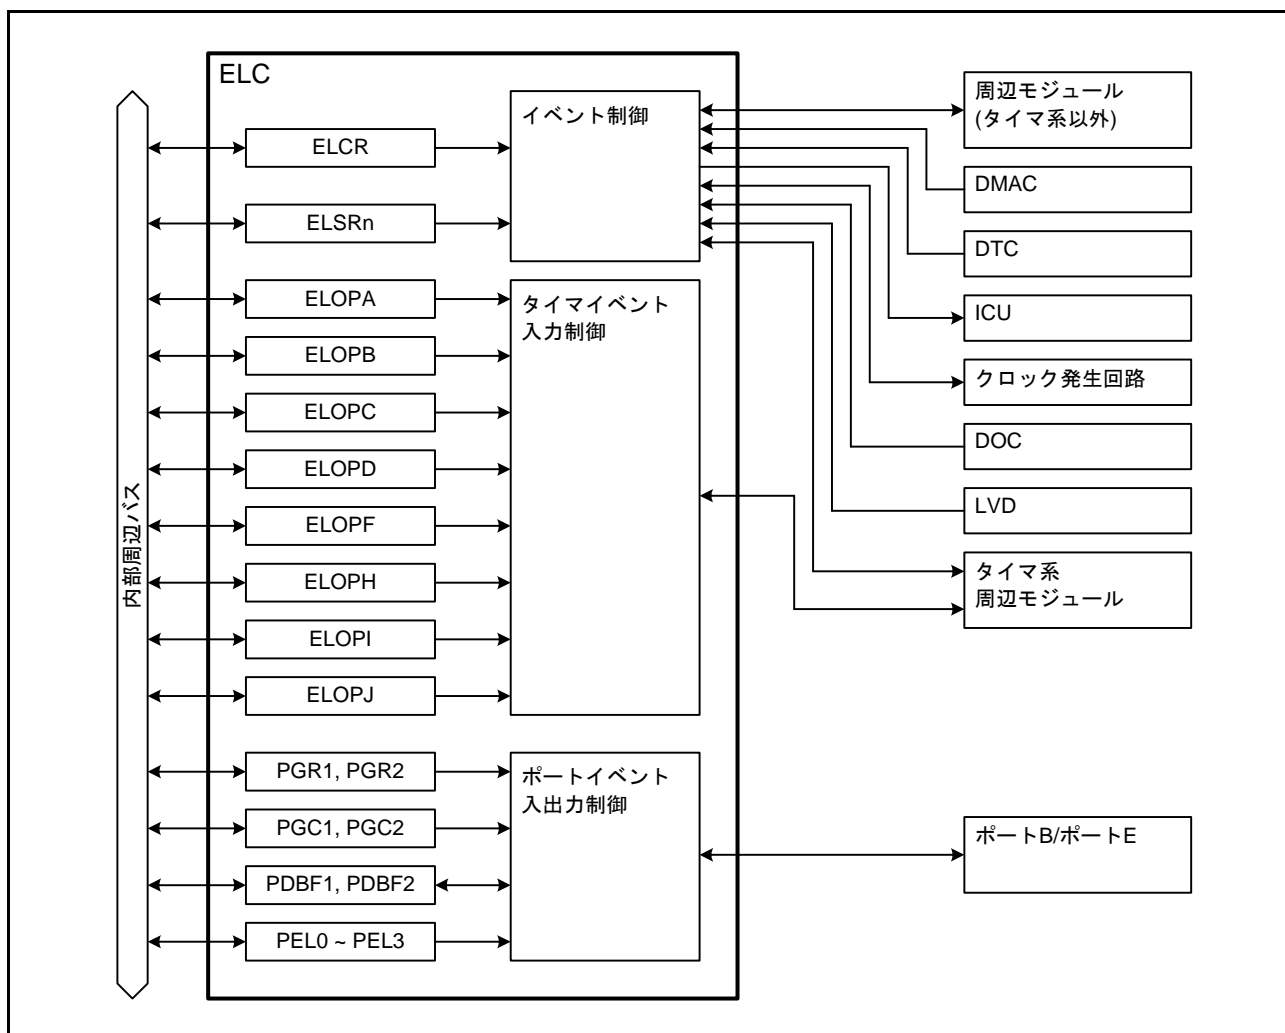 ELC
内部周辺バス
ELCR
ELSRn
ELOPA
ELOPB
ELOPC
ELOPD
ELOPF
ELOPH
ELOPI
ELOPJ
PGR1, PGR2
PGC1, PGC2
PDBF1, PDBF2
PEL0 ~ PEL3
イベント制御
タイマイベント
入力制御
ポートイベント
入出力制御
周辺モジュール
(タイマ系以外)
DMAC
DTC
ICU
クロック発生回路
DOC
LVD
タイマ系
周辺モジュール
ポートB/ポートE